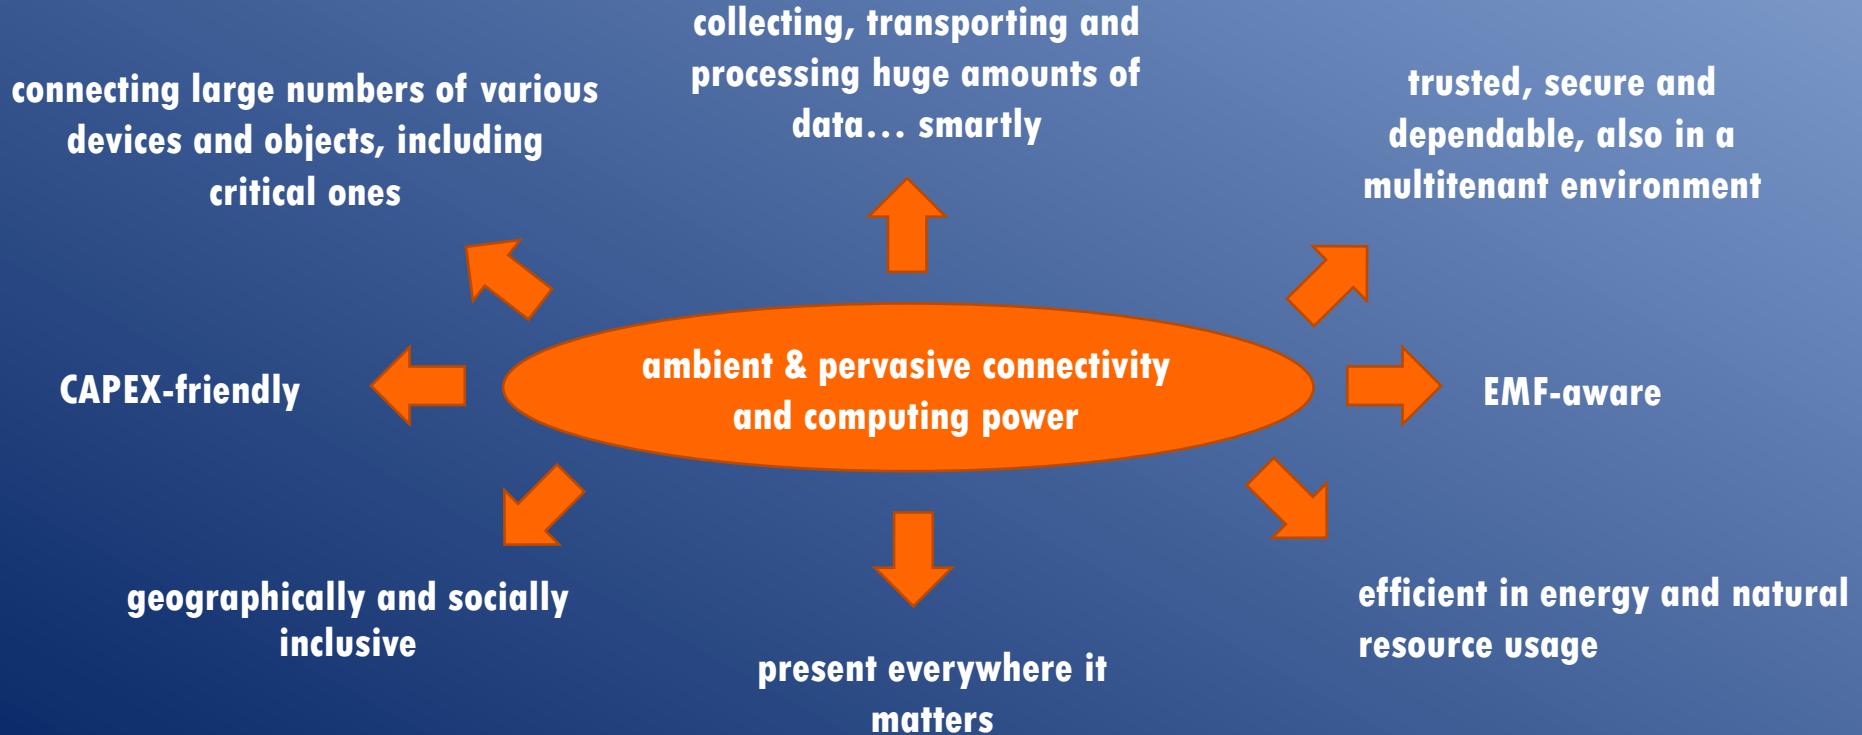 collecting, transporting and
processing huge amounts of
data… smartly
connecting large numbers of various
devices and objects, including
critical ones
trusted, secure and
dependable, also in a
multitenant environment
CAPEX-friendly
ambient & pervasive connectivity
and computing power
EMF-aware
geographically and socially
inclusive
present everywhere it
matters
efficient in energy and natural
resource usage